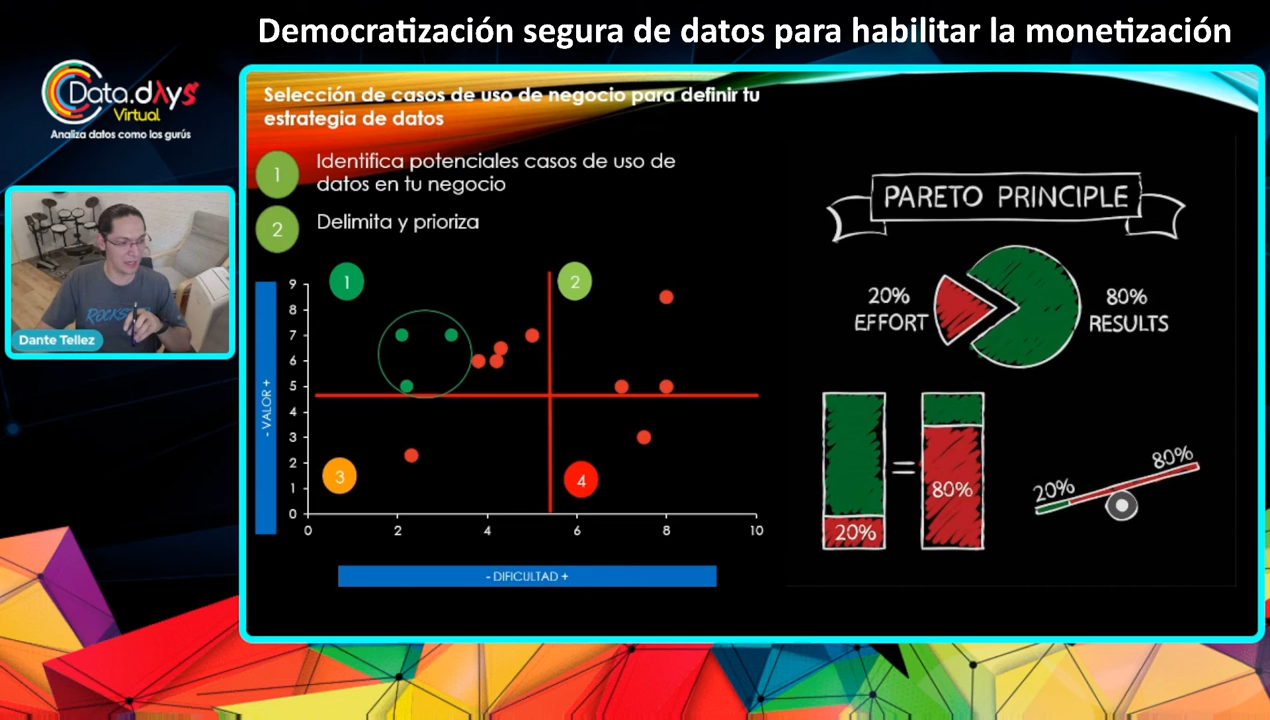 Democratización segura de datos para habilitar la monetización
Data.dAys
Virtual
Analiza datos como los gurús
Dante Tellez
Selección de casos de uso de negocio para definir tu
estrategia de datos
1
Identifica potenciales casos de uso de
datos en tu negocio
2
Delimita y prioriza
- VALOR +
9
8
7
6
5
4
3
2
1
0
1
2
3
4
0
2
4
6
8
10
- DIFICULTAD +
PARETO PRINCIPLE
20%
EFFORT
80%
RESULTS
20%
=
80%
20%
80%